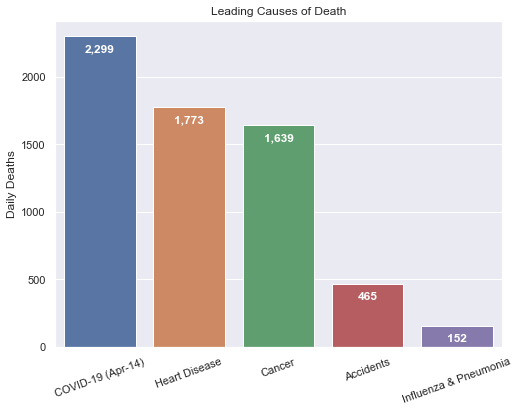 Leading Causes of Death
Daily Deaths
2000
1500
1000
500
0
2,299
1,773
1,639
465
152
COVID-19 (Apr-14)
Heart Disease
Cancer
Accidents
Influenza & Pneumonia